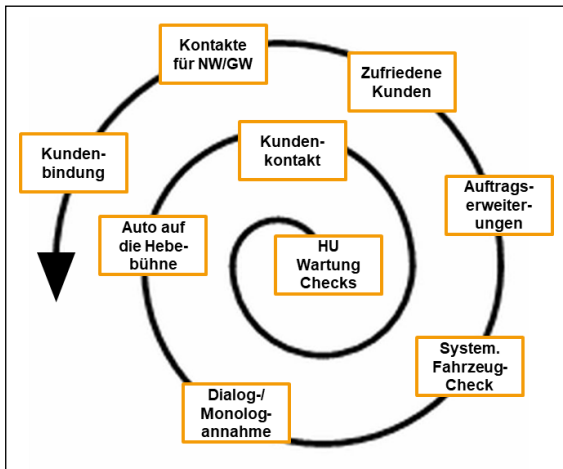 Kontakte
für NW/GW
Zufriedene
Kunden
Kunden-
kontakt
Kunden-
bindung
Auftrags-
erweiter-
ungen
Auto auf
die Hebe-
bühne
HU
Wartung
Checks
System.
Fahrzeug-
Check
Dialog-/
Monolog-
annahme